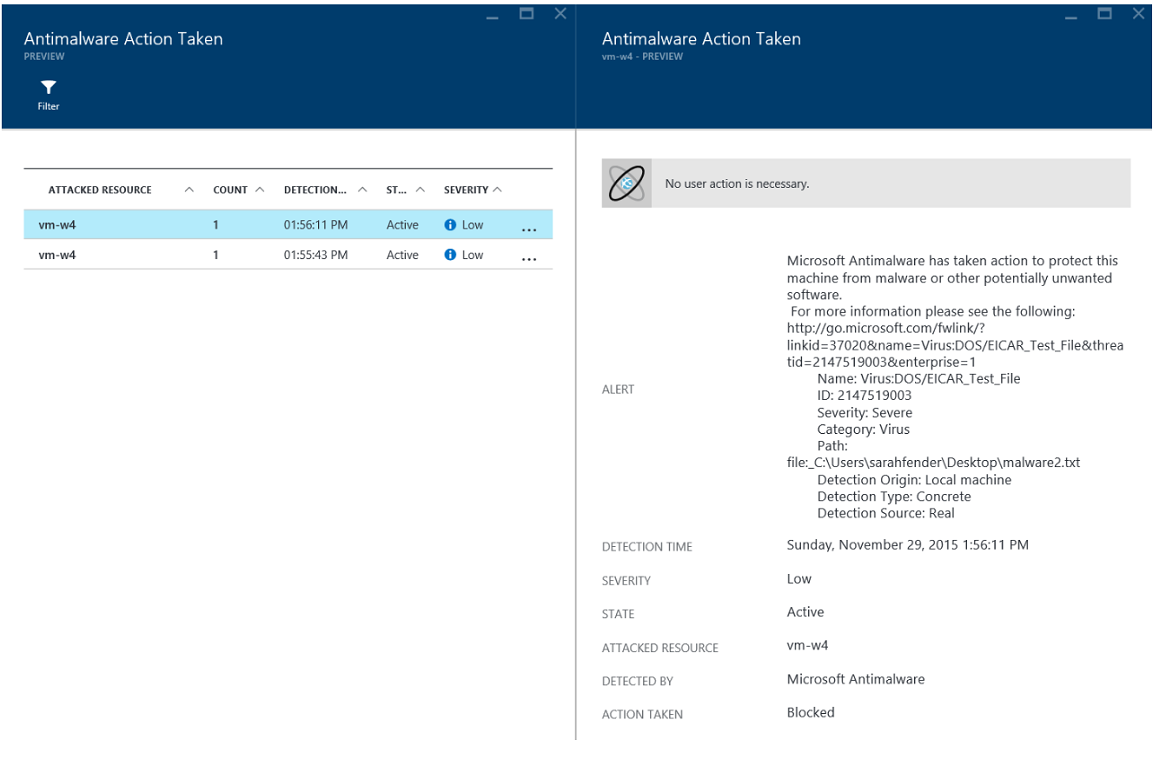 Antimalware Action Taken
PREVIEW
Filter
ATTACKED RESOURCE COUNT DETECTION... ST... SEVERITY
vm-w4 1 01:56:11 PM Active Low ...
vm-w4 1 01:55:43 PM Active Low ...
Antimalware Action Taken
vm-w4 - PREVIEW
No user action is necessary.
ALERT
Microsoft Antimalware has taken action to protect this
machine from malware or other potentially unwanted
software.
For more information please see the following:
http://go.microsoft.com/fwlink/?
linkid=37020&name=Virus:DOS/EICAR_Test_File&threa
tid=2147519003&enterprise=1
Name: Virus:DOS/EICAR_Test_File
ID: 2147519003
Severity: Severe
Category: Virus
Path:
file:_C:\Users\sarahfender\Desktop\malware2.txt
Detection Origin: Local machine
Detection Type: Concrete
Detection Source: Real
DETECTION TIME Sunday, November 29, 2015 1:56:11 PM
SEVERITY Low
STATE Active
ATTACKED RESOURCE vm-w4
DETECTED BY Microsoft Antimalware
ACTION TAKEN Blocked